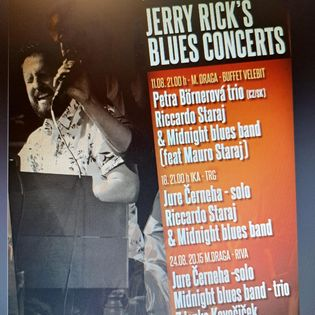 JERRY RICK'S
BLUES CONCERTS
11.08. 21.00 h - M. DRAGA - BUFFET VELEBIT
Petra Börnerová trio (CZ/SK)
Riccardo Staraj
& Midnight blues band
(feat Mauro Staraj)
18. 21.00 h IKA - TRG
Jure Černeha - solo
Riccardo Staraj
& Midnight blues band
24.08. 20.15 M.DRAGA - RIVA
Jure Černeha -solo
Midnight blues band - trio